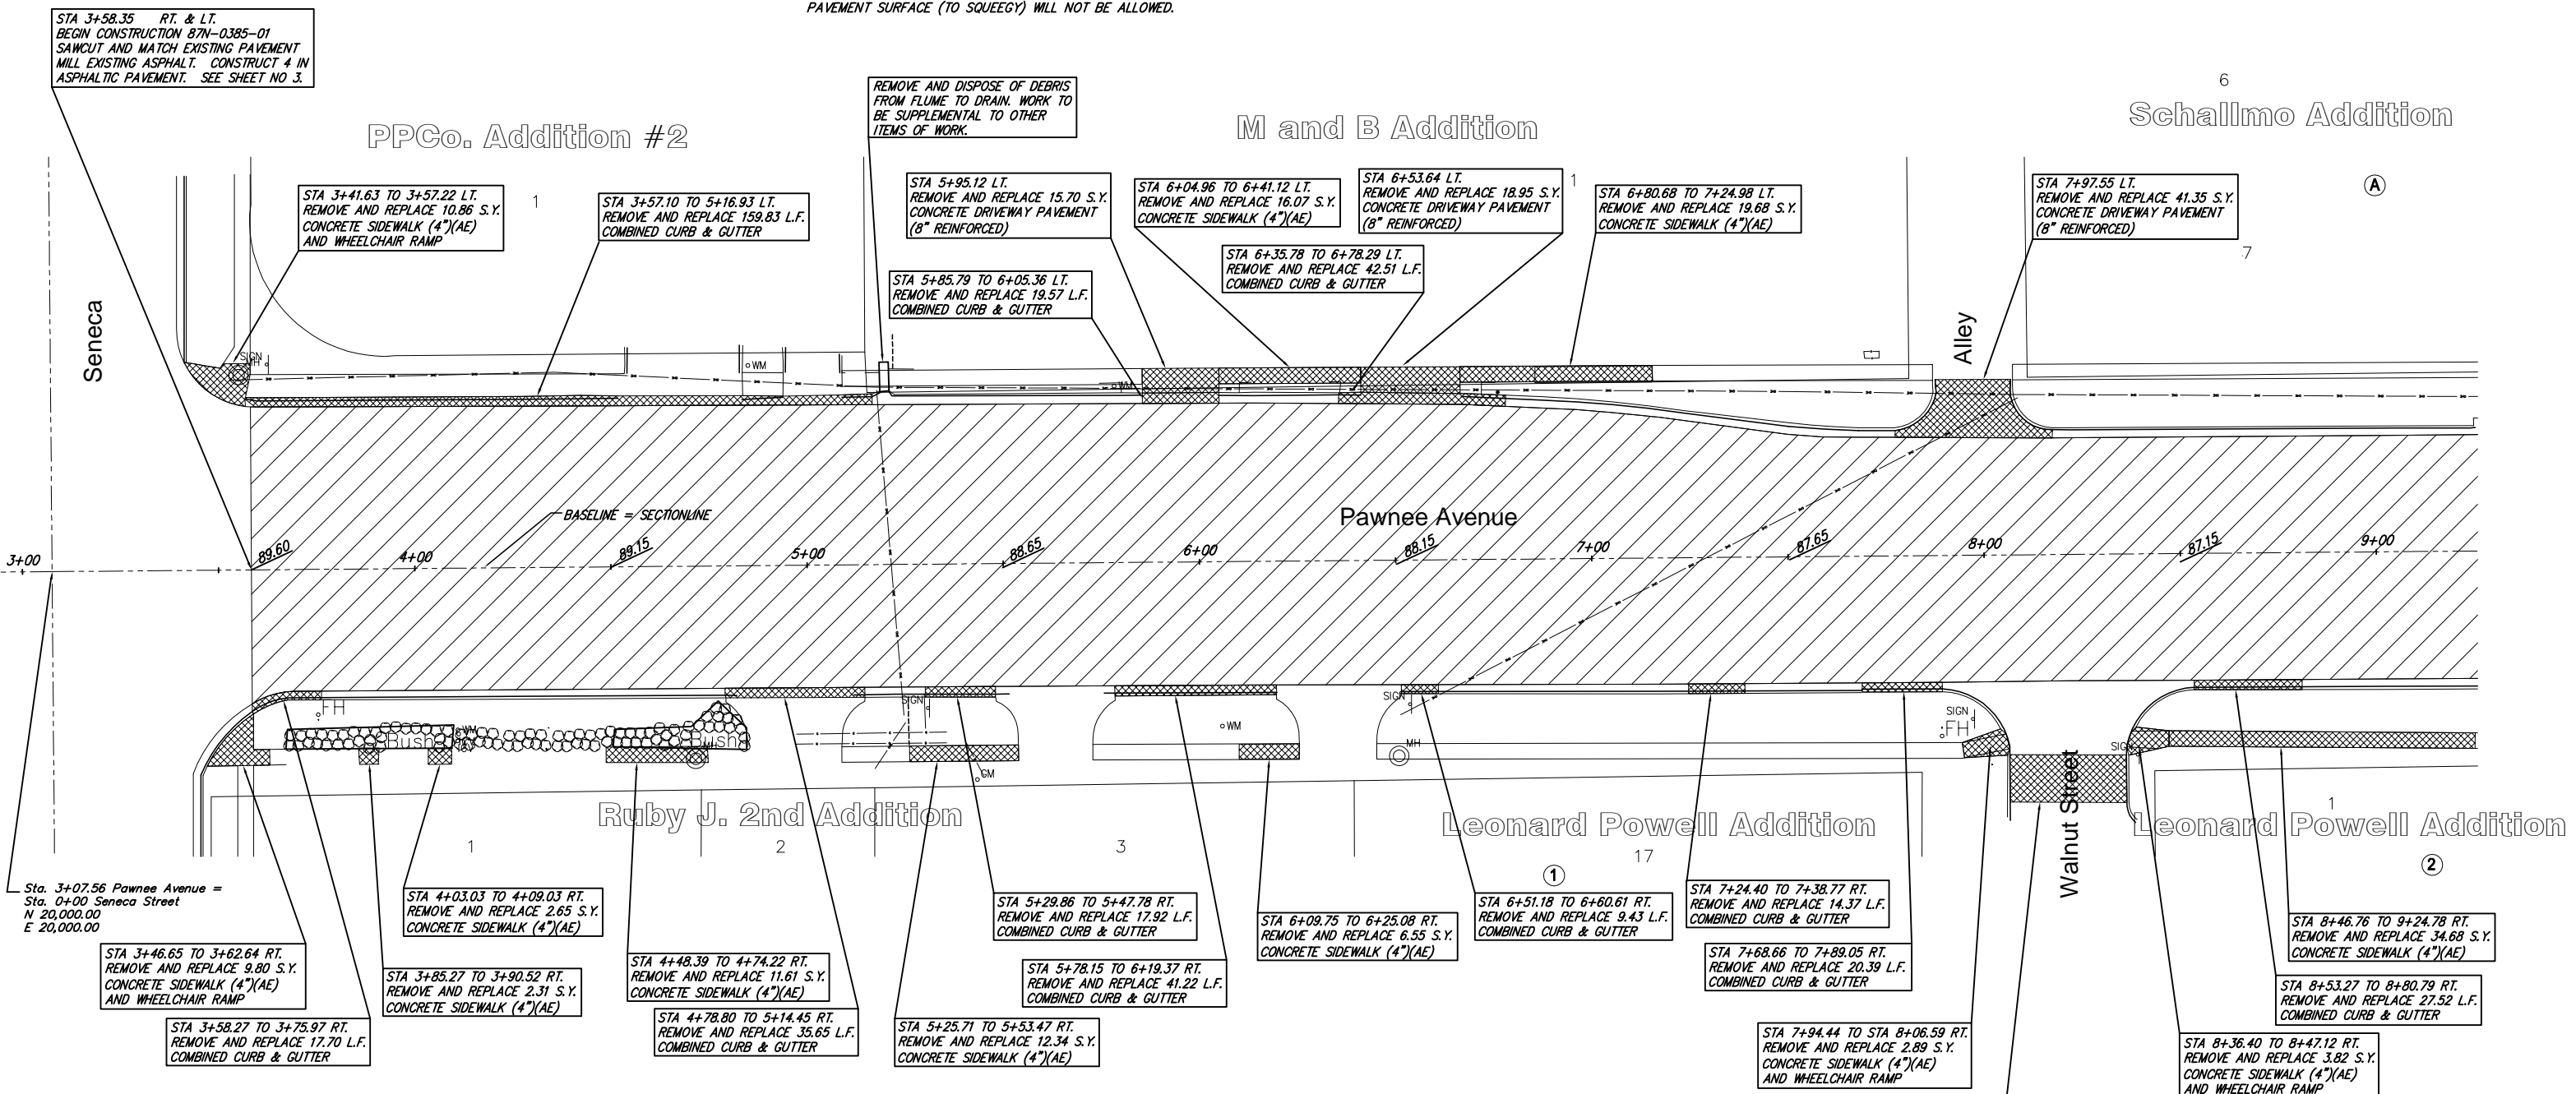 PAVEMENT SURFACE (TO SQUEEGY) WILL NOT BE ALLOWED.
STA 3+58.35 RT. & LT.
BEGIN CONSTRUCTION 87N-0385-01
SAWCUT AND MATCH EXISTING PAVEMENT
MILL EXISTING ASPHALT. CONSTRUCT 4 IN
ASPHALTIC PAVEMENT. SEE SHEET NO 3.
REMOVE AND DISPOSE OF DEBRIS
FROM FLUME TO DRAIN. WORK TO
BE SUPPLEMENTAL TO OTHER
ITEMS OF WORK.
PPCo. Addition #2
M and B Addition
6
Schallmo Addition
A
STA 3+41.63 TO 3+57.22 LT.
REMOVE AND REPLACE 10.86 S.Y.
CONCRETE SIDEWALK (4")(AE)
AND WHEELCHAIR RAMP
1
STA 3+57.10 TO 5+16.93 LT.
REMOVE AND REPLACE 159.83 L.F.
COMBINED CURB & GUTTER
STA 5+95.12 LT.
REMOVE AND REPLACE 15.70 S.Y.
CONCRETE DRIVEWAY PAVEMENT
(8" REINFORCED)
STA 6+04.96 TO 6+41.12 LT.
REMOVE AND REPLACE 16.07 S.Y.
CONCRETE SIDEWALK (4")(AE)
STA 6+53.64 LT.
REMOVE AND REPLACE 18.95 S.Y.
CONCRETE DRIVEWAY PAVEMENT
(8" REINFORCED)
1
STA 6+80.68 TO 7+24.98 LT.
REMOVE AND REPLACE 19.68 S.Y.
CONCRETE SIDEWALK (4")(AE)
STA 7+97.55 LT.
REMOVE AND REPLACE 41.35 S.Y.
CONCRETE DRIVEWAY PAVEMENT
(8" REINFORCED)
7
STA 5+85.79 TO 6+05.36 LT.
REMOVE AND REPLACE 19.57 L.F.
COMBINED CURB & GUTTER
STA 6+35.78 TO 6+78.29 LT.
REMOVE AND REPLACE 42.51 L.F.
COMBINED CURB & GUTTER
Seneca
Alley
SIGN
MH
WM
WM
BASELINE = SECTIONLINE
Pawnee Avenue
3+00
89.60
4+00
89.15
5+00
88.65
6+00
88.15
7+00
87.65
8+00
87.15
9+00
FH
Bush
WM
Bush
MH
SIGN
GM
WM
SIGN
MH
SIGN
FH
SIGN
Walnut Street
Ruby J. 2nd Addition
Leonard Powell Addition
Leonard Powell Addition
1
2
3
17
1
1
2
Sta. 3+07.56 Pawnee Avenue =
Sta. 0+00 Seneca Street
N 20,000.00
E 20,000.00
STA 3+46.65 TO 3+62.64 RT.
REMOVE AND REPLACE 9.80 S.Y.
CONCRETE SIDEWALK (4")(AE)
AND WHEELCHAIR RAMP
STA 3+58.27 TO 3+75.97 RT.
REMOVE AND REPLACE 17.70 L.F.
COMBINED CURB & GUTTER
STA 4+03.03 TO 4+09.03 RT.
REMOVE AND REPLACE 2.65 S.Y.
CONCRETE SIDEWALK (4")(AE)
STA 3+85.27 TO 3+90.52 RT.
REMOVE AND REPLACE 2.31 S.Y.
CONCRETE SIDEWALK (4")(AE)
STA 4+48.39 TO 4+74.22 RT.
REMOVE AND REPLACE 11.61 S.Y.
CONCRETE SIDEWALK (4")(AE)
STA 4+78.80 TO 5+14.45 RT.
REMOVE AND REPLACE 35.65 L.F.
COMBINED CURB & GUTTER
STA 5+29.86 TO 5+47.78 RT.
REMOVE AND REPLACE 17.92 L.F.
COMBINED CURB & GUTTER
STA 5+25.71 TO 5+53.47 RT.
REMOVE AND REPLACE 12.34 S.Y.
CONCRETE SIDEWALK (4")(AE)
STA 5+78.15 TO 6+19.37 RT.
REMOVE AND REPLACE 41.22 L.F.
COMBINED CURB & GUTTER
STA 6+09.75 TO 6+25.08 RT.
REMOVE AND REPLACE 6.55 S.Y.
CONCRETE SIDEWALK (4")(AE)
STA 6+51.18 TO 6+60.61 RT.
REMOVE AND REPLACE 9.43 L.F.
COMBINED CURB & GUTTER
STA 7+24.40 TO 7+38.77 RT.
REMOVE AND REPLACE 14.37 L.F.
COMBINED CURB & GUTTER
STA 7+68.66 TO 7+89.05 RT.
REMOVE AND REPLACE 20.39 L.F.
COMBINED CURB & GUTTER
STA 7+94.44 TO STA 8+06.59 RT.
REMOVE AND REPLACE 2.89 S.Y.
CONCRETE SIDEWALK (4")(AE)
AND WHEELCHAIR RAMP
STA 8+46.76 TO 9+24.78 RT.
REMOVE AND REPLACE 34.68 S.Y.
CONCRETE SIDEWALK (4")(AE)
STA 8+53.27 TO 8+80.79 RT.
REMOVE AND REPLACE 27.52 L.F.
COMBINED CURB & GUTTER
STA 8+36.40 TO 8+47.12 RT.
REMOVE AND REPLACE 3.82 S.Y.
CONCRETE SIDEWALK (4")(AE)
AND WHEELCHAIR RAMP